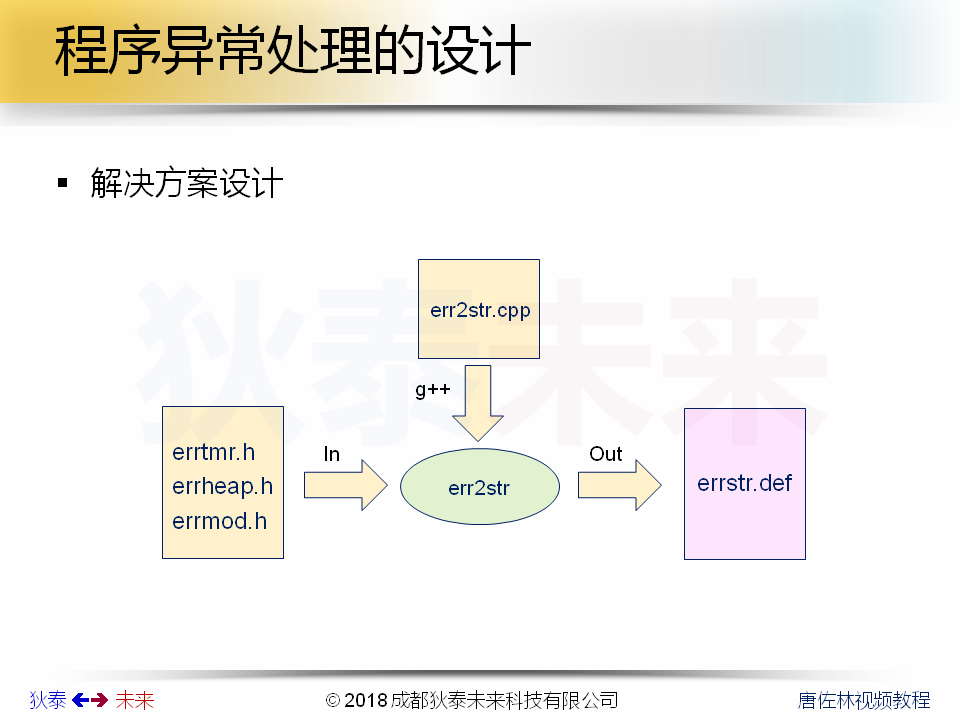 程序异常处理的设计
▪ 解决方案设计
狄泰未来
err2str.cpp
g++
errtmr.h
errheap.h
errmod.h
In
err2str
Out
errstr.def
狄泰 未来
© 2018 成都狄泰未来科技有限公司
唐佐林视频教程